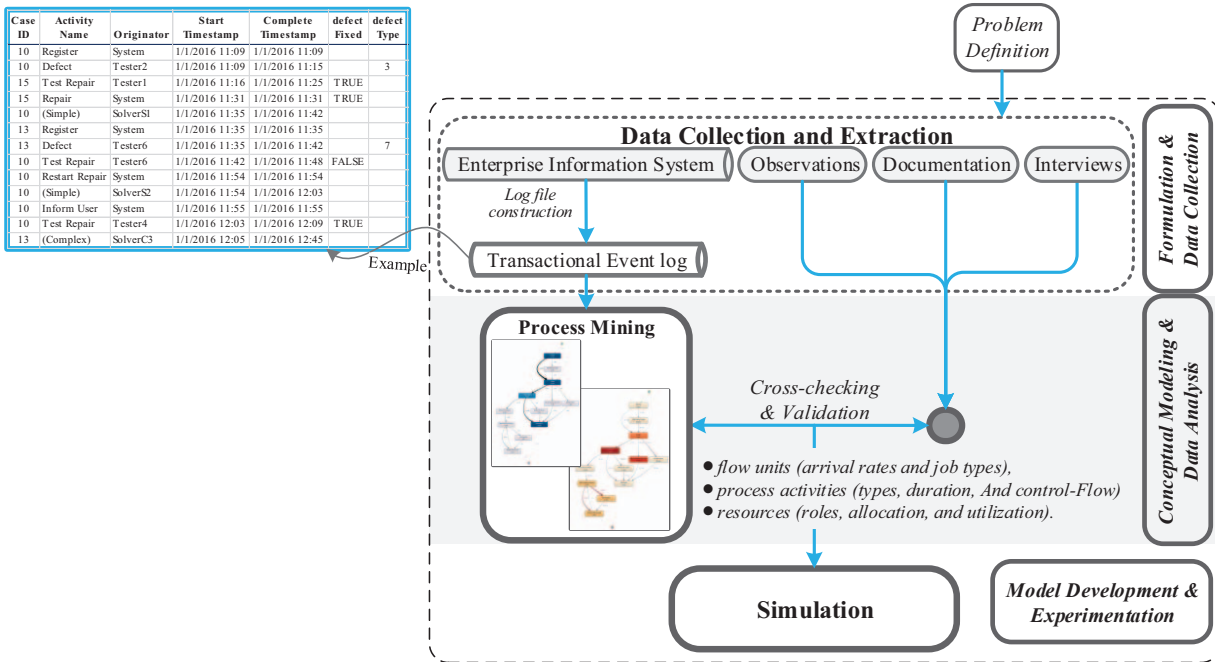 Case ID Activity Name Originator Start Timestamp Complete Timestamp defect Fixed defect Type
10 Register System 1/1/2016 11:09 1/1/2016 11:09
10 Defect Tester2 1/1/2016 11:09 1/1/2016 11:15 3
15 Test Repair Tester1 1/1/2016 11:16 1/1/2016 11:25 TRUE
15 Repair System 1/1/2016 11:31 1/1/2016 11:31 TRUE
10 (Simple) SolverS1 1/1/2016 11:35 1/1/2016 11:42
13 Register System 1/1/2016 11:35 1/1/2016 11:35
13 Defect Tester6 1/1/2016 11:35 1/1/2016 11:42 7
10 Test Repair Tester6 1/1/2016 11:42 1/1/2016 11:48 FALSE
10 Restart Repair System 1/1/2016 11:54 1/1/2016 11:54
10 (Simple) SolverS2 1/1/2016 11:54 1/1/2016 12:03
10 Inform User System 1/1/2016 11:55 1/1/2016 11:55
10 Test Repair Tester4 1/1/2016 12:03 1/1/2016 12:09 TRUE
13 (Complex) SolverC3 1/1/2016 12:05 1/1/2016 12:45
Example
Problem
Definition
Data Collection and Extraction
Enterprise Information System
Observations
Documentation
Interviews
Log file
construction
Transactional Event log
Formulation &
Data Collection
Process Mining
Cross-checking
& Validation
● flow units (arrival rates and job types),
● process activities (types, duration, And control-Flow)
● resources (roles, allocation, and utilization).
Conceptual Modeling &
Data Analysis
Simulation
Model Development &
Experimentation